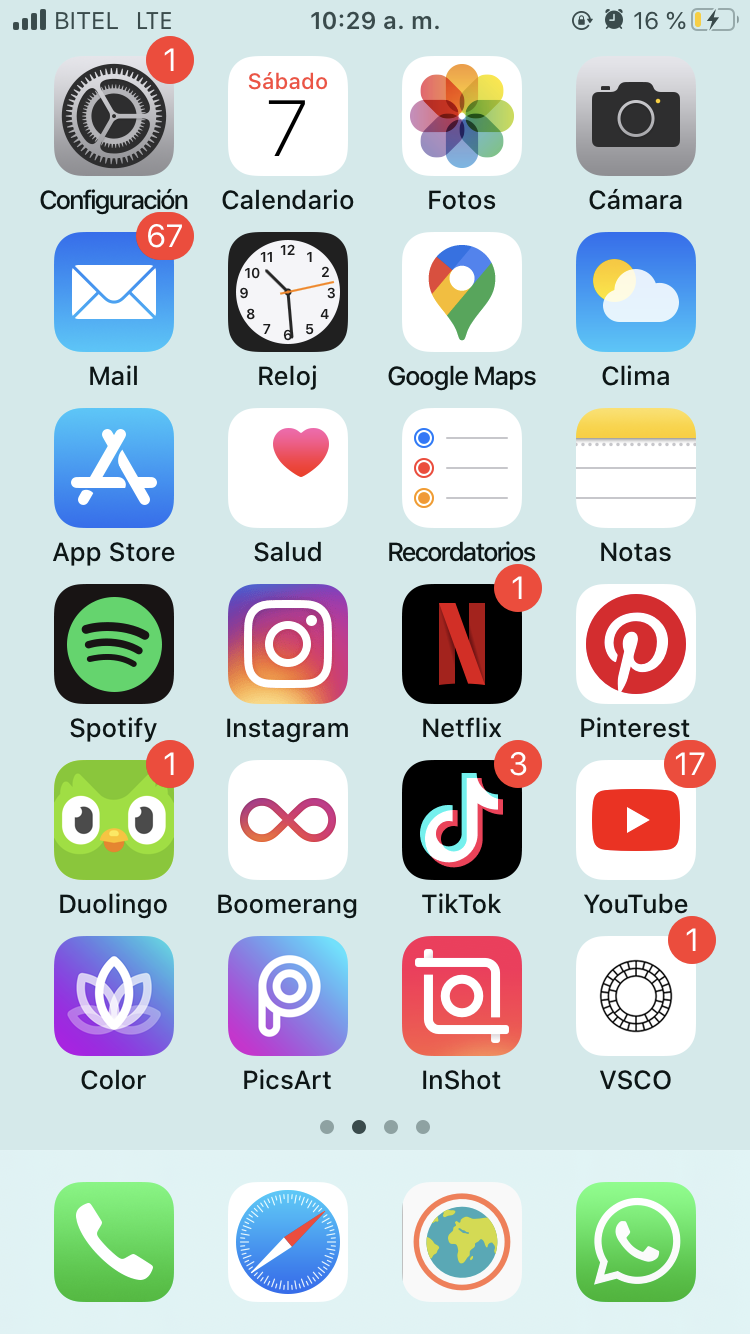 BITEL LTE 10:29 a. m. 16 %
1
Sábado
7
Configuración Calendario Fotos Cámara
67
12 1 2 3 4 5 6 7 8 9 10 11
Mail Reloj Google Maps Clima
App Store Salud Recordatorios Notas
1
Spotify Instagram Netflix Pinterest
1 3 17
Duolingo Boomerang TikTok YouTube
1
Color PicsArt InShot VSCO